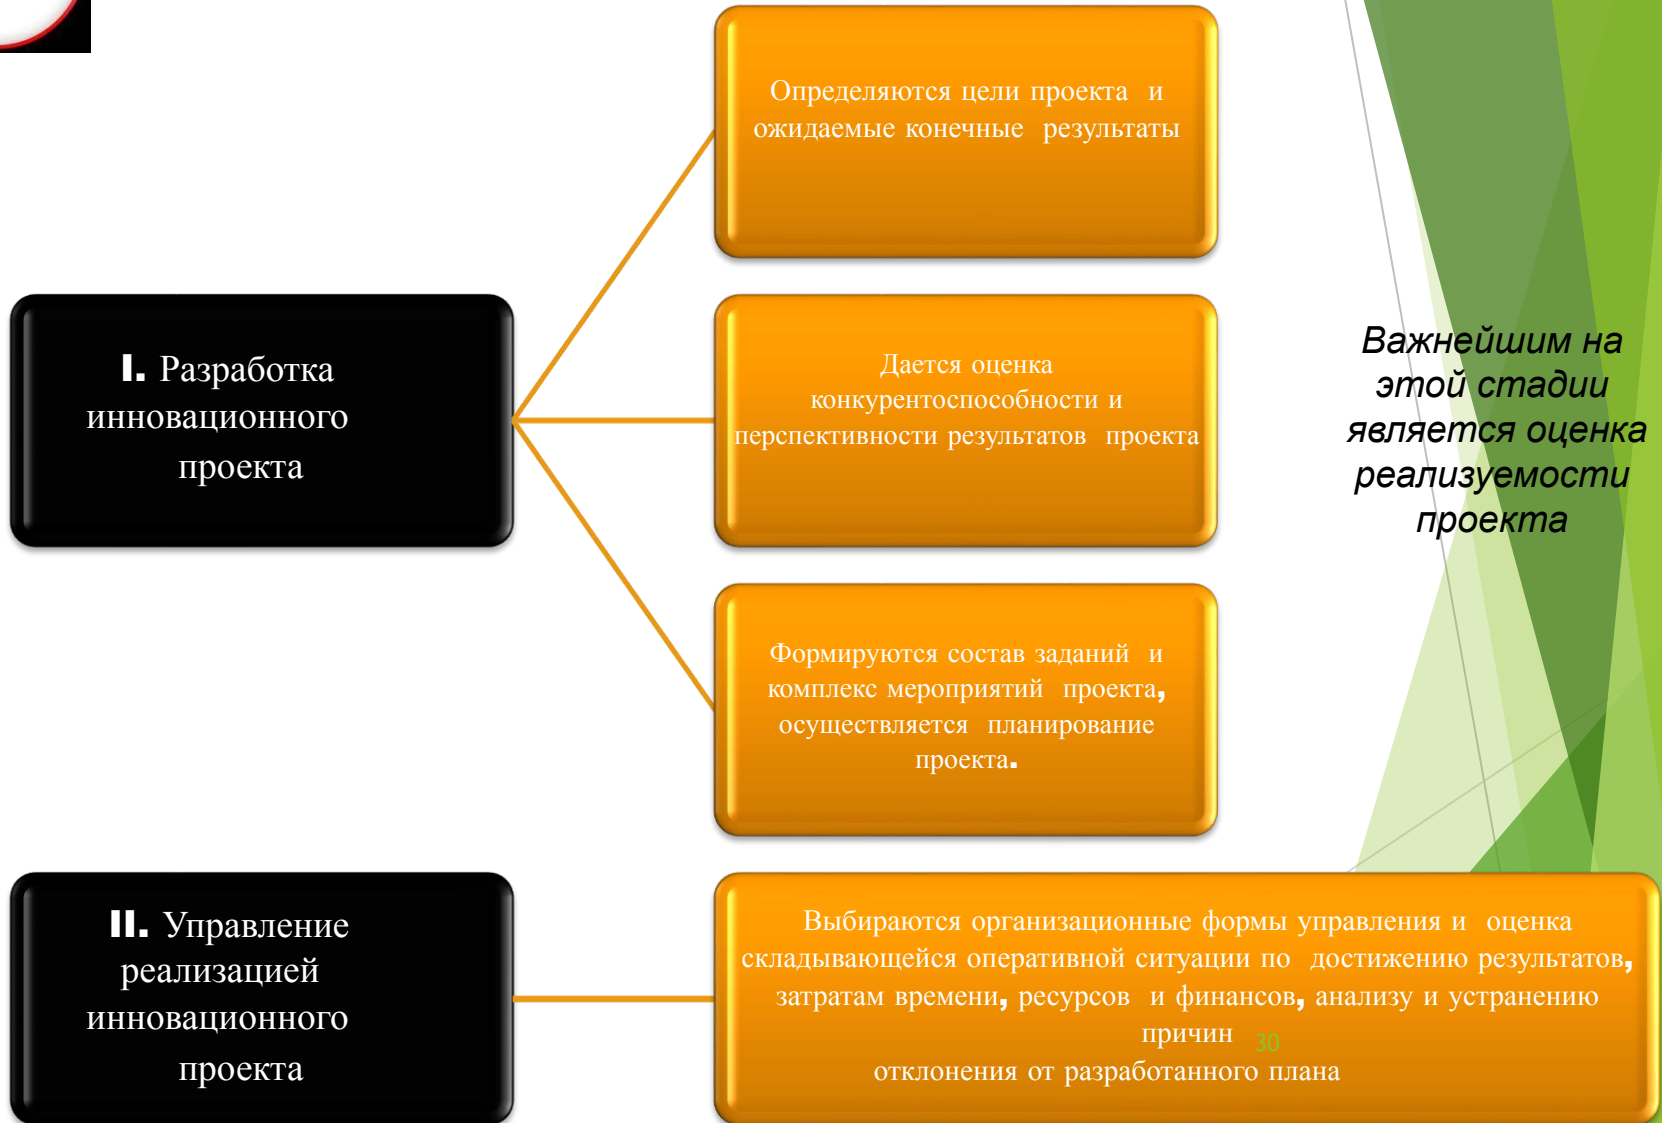 I. Разработка
инновационного
проекта
Определяются цели проекта и
ожидаемые конечные результаты
Дается оценка
конкурентоспособности и
перспективности результатов проекта
Формируются состав заданий и
комплекс мероприятий проекта,
осуществляется планирование
проекта.
Важнейшим на
этой стадии
является оценка
реализуемости
проекта
II. Управление
реализацией
инновационного
проекта
Выбираются организационные формы управления и оценка
складывающейся оперативной ситуации по достижению результатов,
затратам времени, ресурсов и финансов, анализу и устранению
причин
отклонения от разработанного плана
30